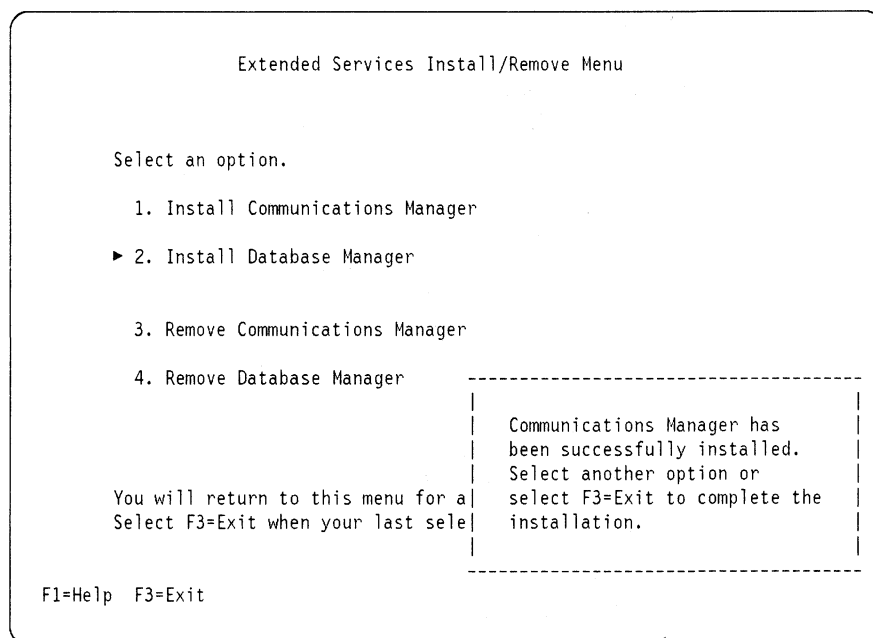 Extended Services Install/Remove Menu
Select an option.
1. Install Communications Manager
► 2. Install Database Manager
3. Remove Communications Manager
4. Remove Database Manager
You will return to this menu for a
Select F3=Exit when your last sele
Communications Manager has
been successfully installed.
Select another option or
select F3=Exit to complete the
installation.
F1=Help F3=Exit